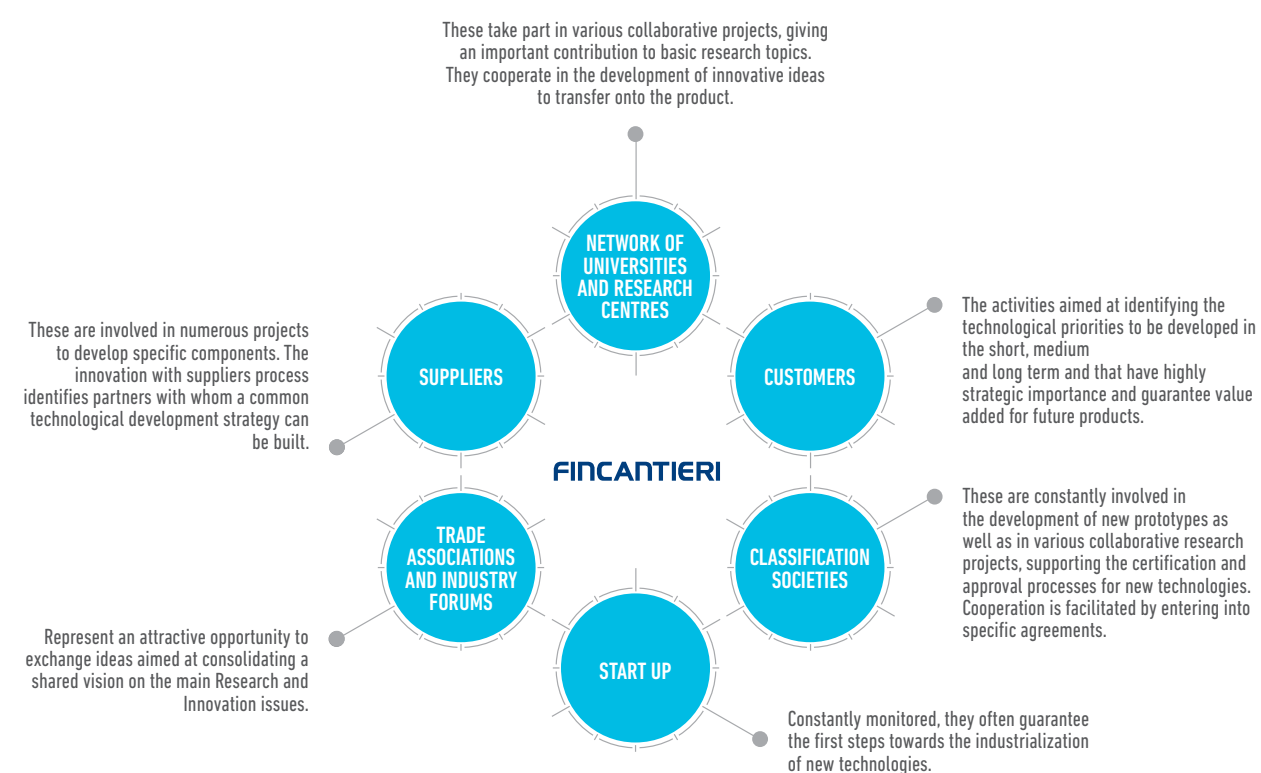 These take part in various collaborative projects, giving
an important contribution to basic research topics.
They cooperate in the development of innovative ideas
to transfer onto the product.
NETWORK OF
UNIVERSITIES
AND RESEARCH
CENTRES
These are involved in numerous projects
to develop specific components. The
innovation with suppliers process
identifies partners with whom a common
technological development strategy can
be built.
SUPPLIERS
CUSTOMERS
The activities aimed at identifying the
technological priorities to be developed in
the short, medium
and long term and that have highly
strategic importance and guarantee value
added for future products.
FINCANTIERI
TRADE
ASSOCIATIONS
AND INDUSTRY
FORUMS
CLASSIFICATION
SOCIETIES
These are constantly involved in
the development of new prototypes as
well as in various collaborative research
projects, supporting the certification and
approval processes for new technologies.
Cooperation is facilitated by entering into
specific agreements.
Represent an attractive opportunity to
exchange ideas aimed at consolidating a
shared vision on the main Research and
Innovation issues.
START UP
Constantly monitored, they often guarantee
the first steps towards the industrialization
of new technologies.